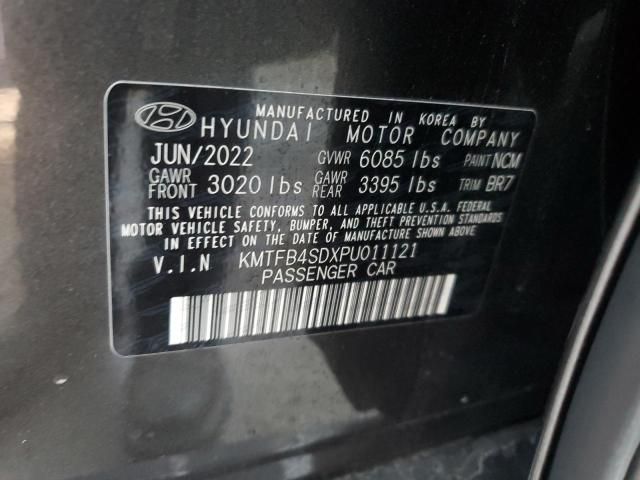 MANUFACTURED IN KOREA BY
HYUNDAI MOTOR COMPANY
JUN/2022 GVWR 6085 lbs PAINT NCM
GAWR FRONT 3020 lbs GAWR REAR 3395 lbs TRIM BR7
THIS VEHICLE CONFORMS TO ALL APPLICABLE U.S.A. FEDERAL
MOTOR VEHICLE SAFETY, BUMPER, AND THEFT PREVENTION STANDARDS
IN EFFECT ON THE DATE OF MANUFACTURE SHOWN ABOVE.
V.I.N KMTFB4SDXPU011121
PASSENGER CAR